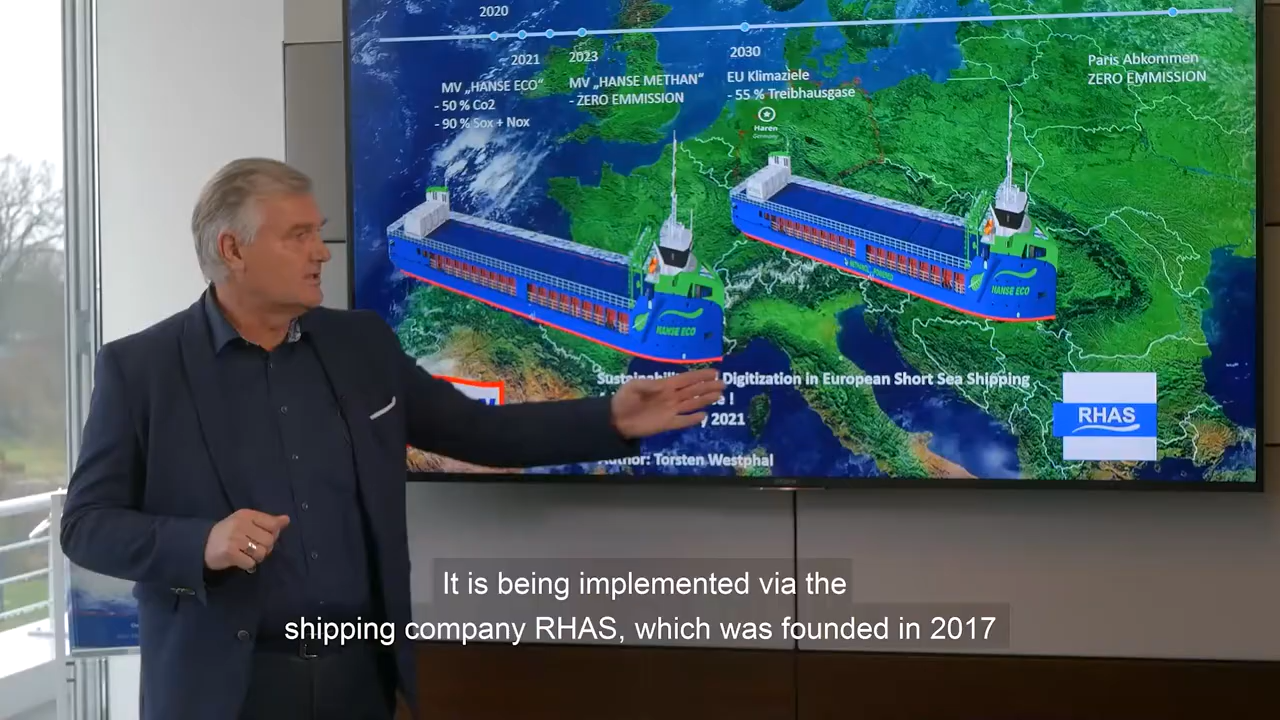 2020
2021
2023
2030
MV „HANSE ECO“
- 50 % Co2
- 90 % Sox + Nox
MV „HANSE METHAN“
- ZERO EMMISSION
EU Klimaziele
- 55 % Treibhausgase
Paris Abkommen
ZERO EMMISSION
Haren
Germany
HANSE ECO
HANSE ECO
Digitization in European Short Sea Shipping
!
2021
Author: Torsten Westphal
RHAS
It is being implemented via the
shipping company RHAS, which was founded in 2017